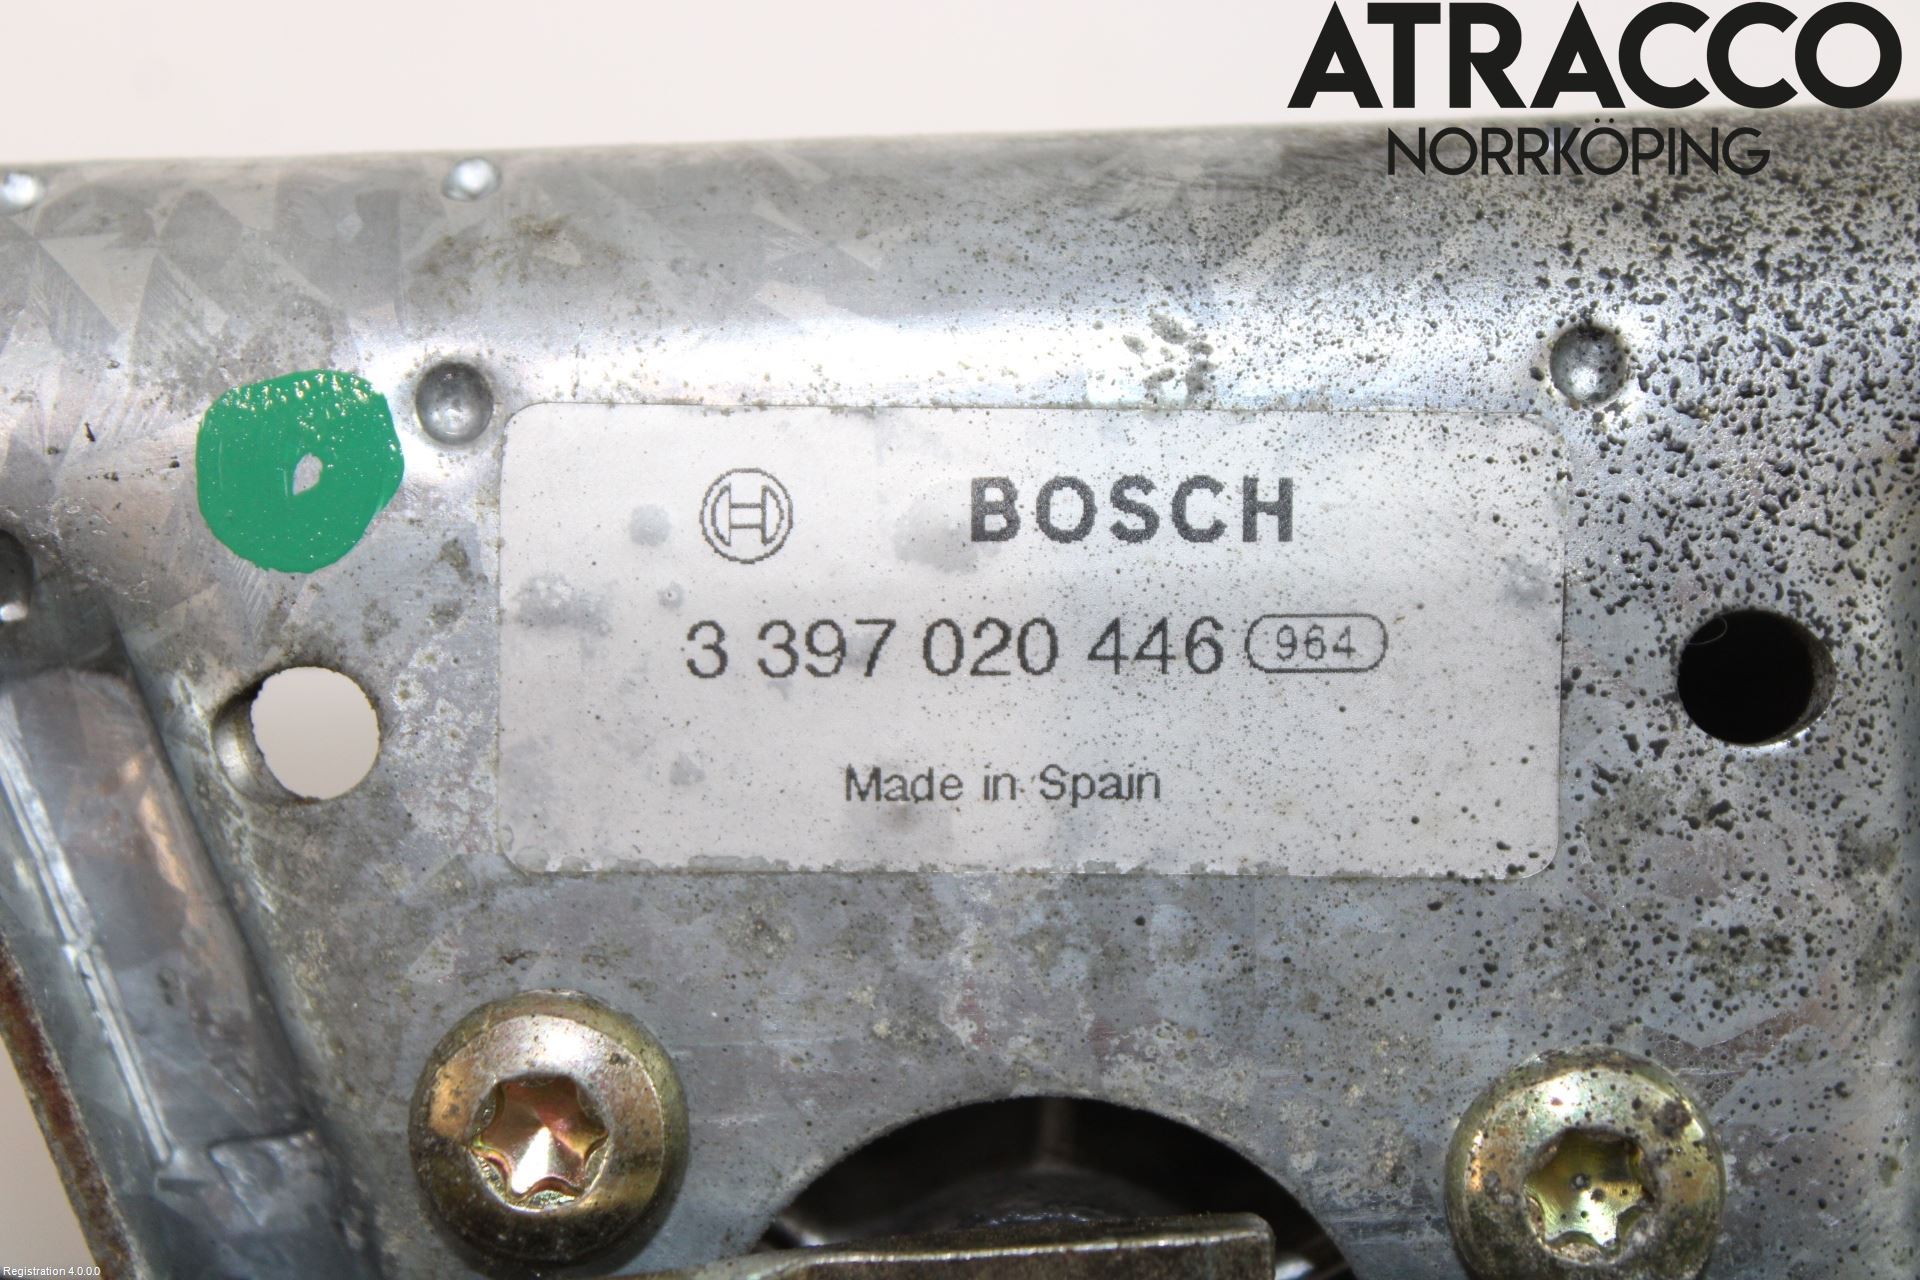 ATRACCO
NORRKÖPING
H BOSCH
3 397 020 446 964
Made in Spain
Registration 4.0.0.0